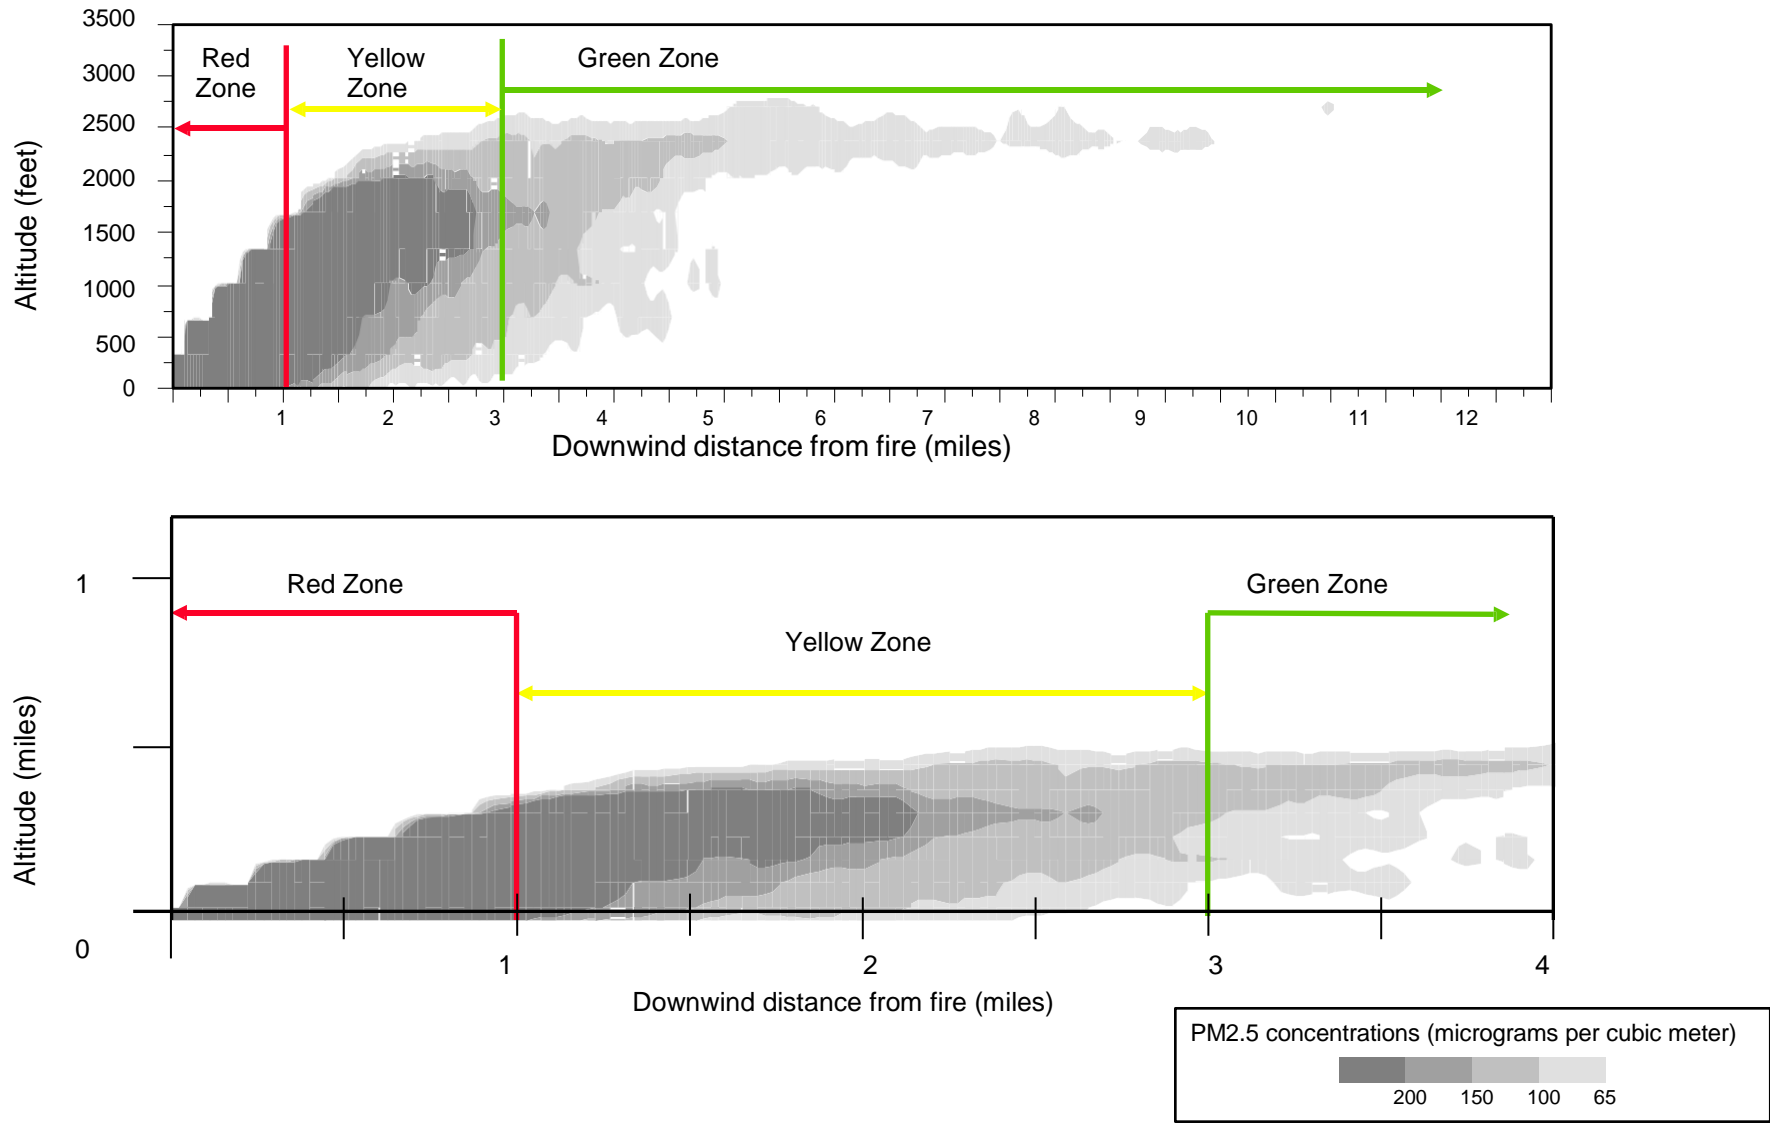 3500
3000
2500
2000
1500
1000
500
0
Altitude (feet)
Red
Zone
Yellow
Zone
Green Zone
1 2 3 4 5 6 7 8 9 10 11 12
Downwind distance from fire (miles)
1
0
Altitude (miles)
Red Zone
Yellow Zone
Green Zone
1 2 3 4
Downwind distance from fire (miles)
PM2.5 concentrations (micrograms per cubic meter)
200 150 100 65